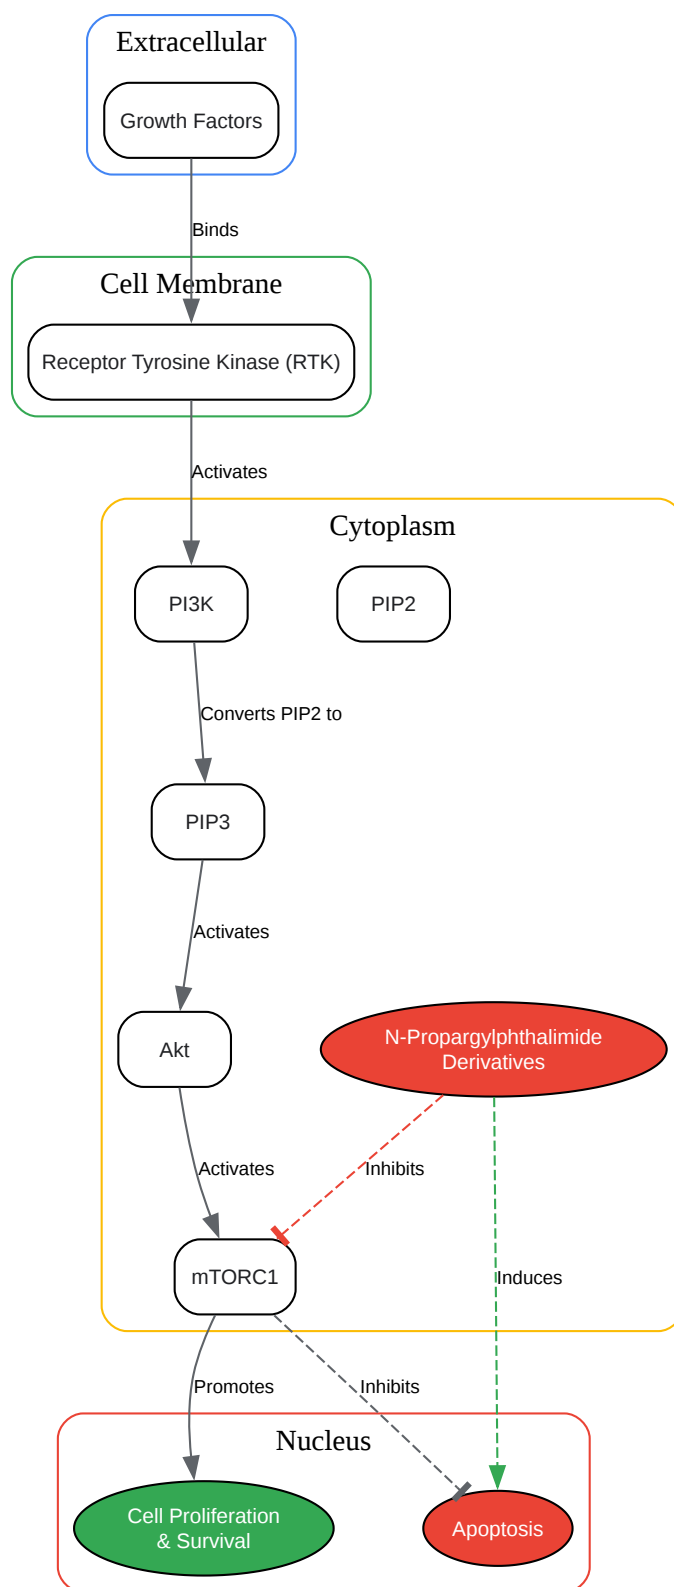 Extracellular
Growth Factors
Binds
Cell Membrane
Receptor Tyrosine Kinase (RTK)
Activates
Cytoplasm
PI3K
PIP2
Converts PIP2 to
PIP3
Activates
Akt
N-Propargylphthalimide
Derivatives
Activates
Inhibits
mTORC1
Induces
Promotes
Inhibits
Nucleus
Cell Proliferation
& Survival
Apoptosis